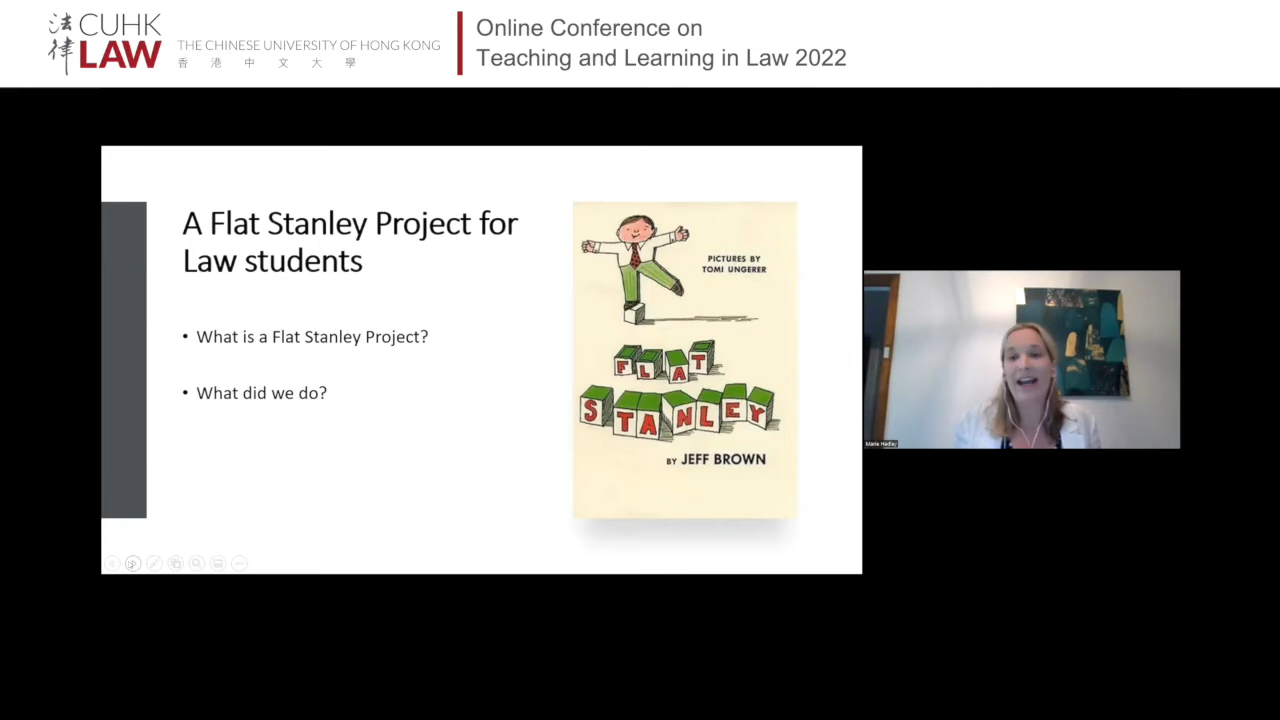 法律
CUHK
LAW
THE CHINESE UNIVERSITY OF HONG KONG
香港中文大學
Online Conference on
Teaching and Learning in Law 2022
A Flat Stanley Project for
Law students
• What is a Flat Stanley Project?
• What did we do?
PICTURES BY
TOMI UNGERER
FLAT
STANLEY
BY JEFF BROWN
Marie Hadley